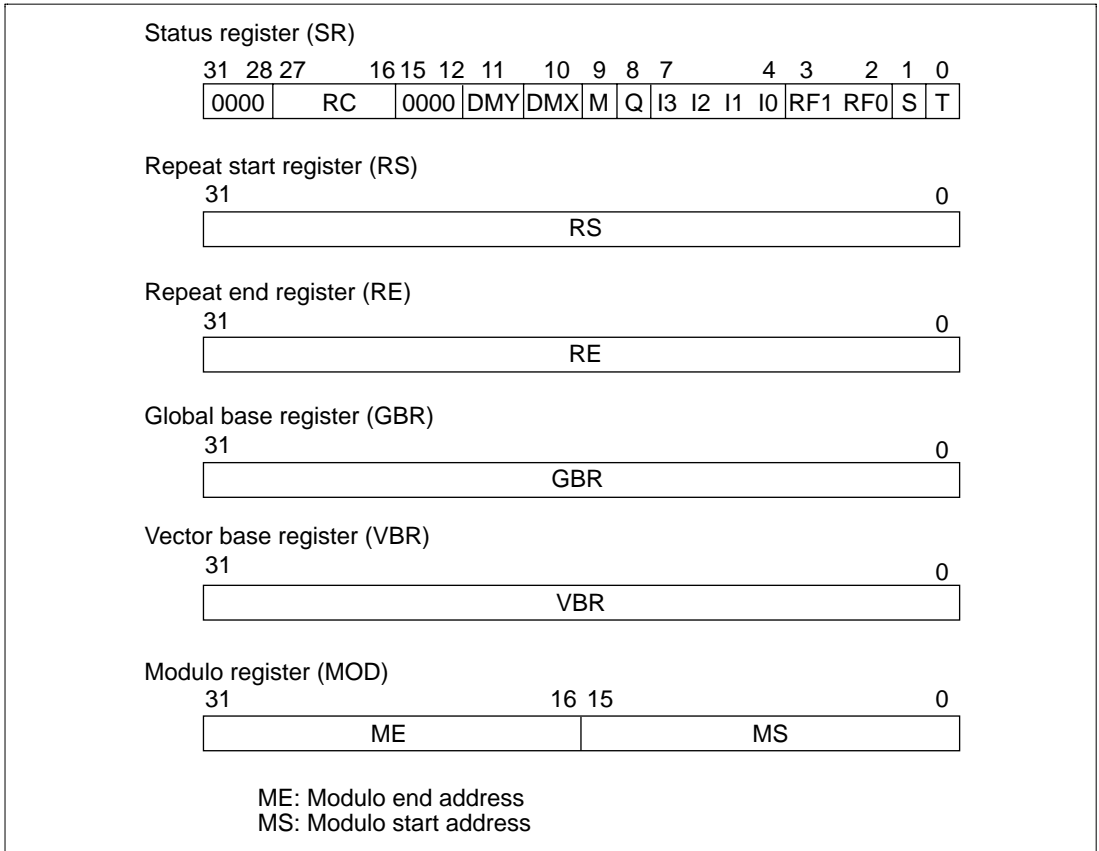 Status register (SR)
31 28 27 16 15 12 11 10 9 8 7 4 3 2 1 0
0000 RC 0000 DMY DMX M Q I3 I2 I1 I0 RF1 RF0 S T
Repeat start register (RS)
31 0
RS
Repeat end register (RE)
31 0
RE
Global base register (GBR)
31 0
GBR
Vector base register (VBR)
31 0
VBR
Modulo register (MOD)
31 16 15 0
ME MS
ME: Modulo end address
MS: Modulo start address